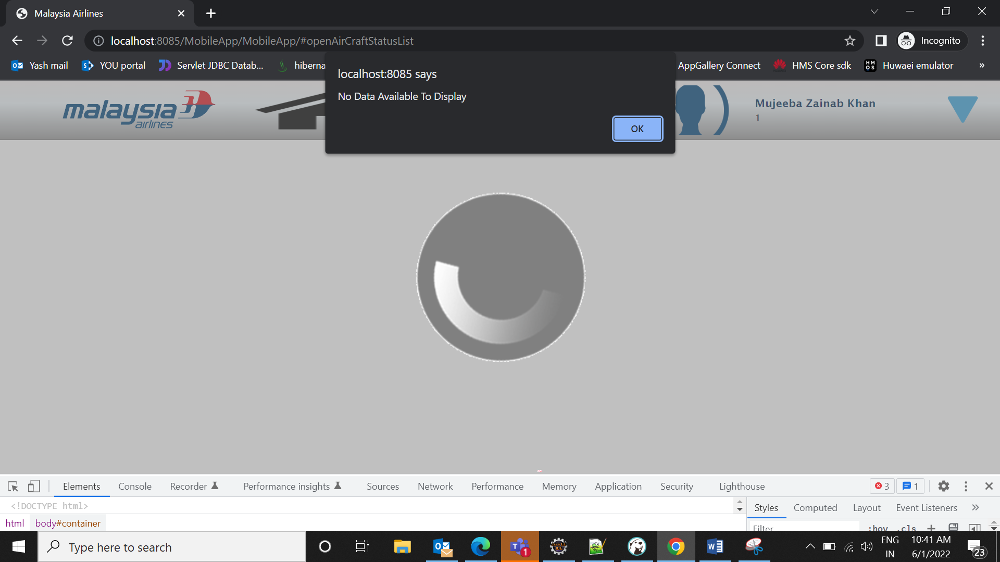 Malaysia Airlines
localhost:8085/MobileApp/MobileApp/#openAirCraftStatusList
Incognito
Yash mail
YOU portal
Servlet JDBC Datab...
hiberna
AppGallery Connect
HMS Core sdk
Huwaei emulator
»
localhost:8085 says
No Data Available To Display
OK
malaysia
airlines
Mujeeba Zainab Khan
1
Elements Console Recorder Performance insights Sources Network Performance Memory Application Security Lighthouse 3 1
<!DOCTYPE html>
Styles Computed Layout Event Listeners »
html body#container
Filter :hov .cls +
Type here to search
1
ENG
IN
10:41 AM
6/1/2022
23